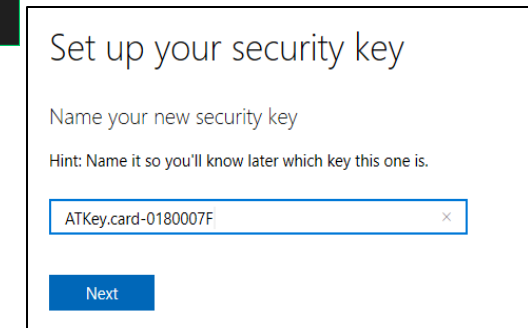 Set up your security key
Name your new security key
Hint: Name it so you'll know later which key this one is.
ATKey.card-0180007F
Next